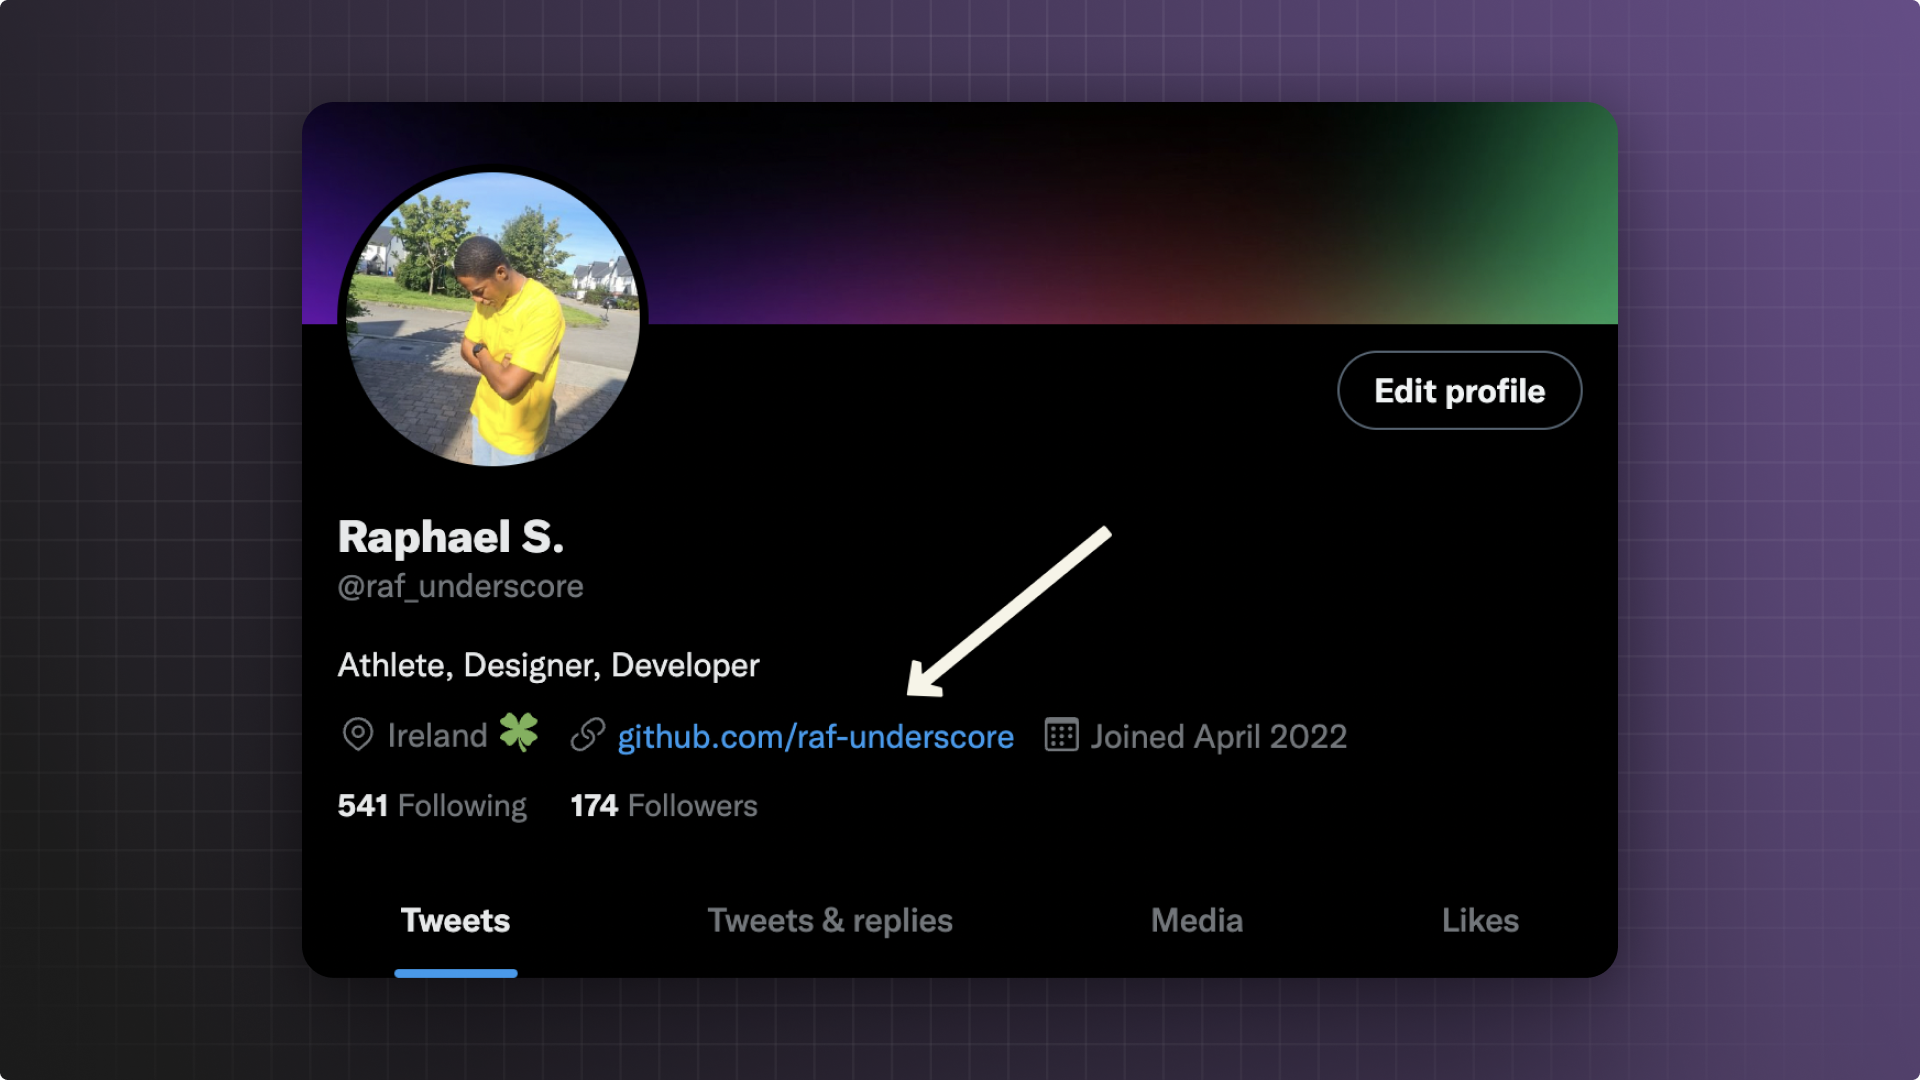 Edit profile
Raphael S.
@raf_underscore
Athlete, Designer, Developer
Ireland 🍀 github.com/raf-underscore Joined April 2022
541 Following 174 Followers
Tweets Tweets & replies Media Likes